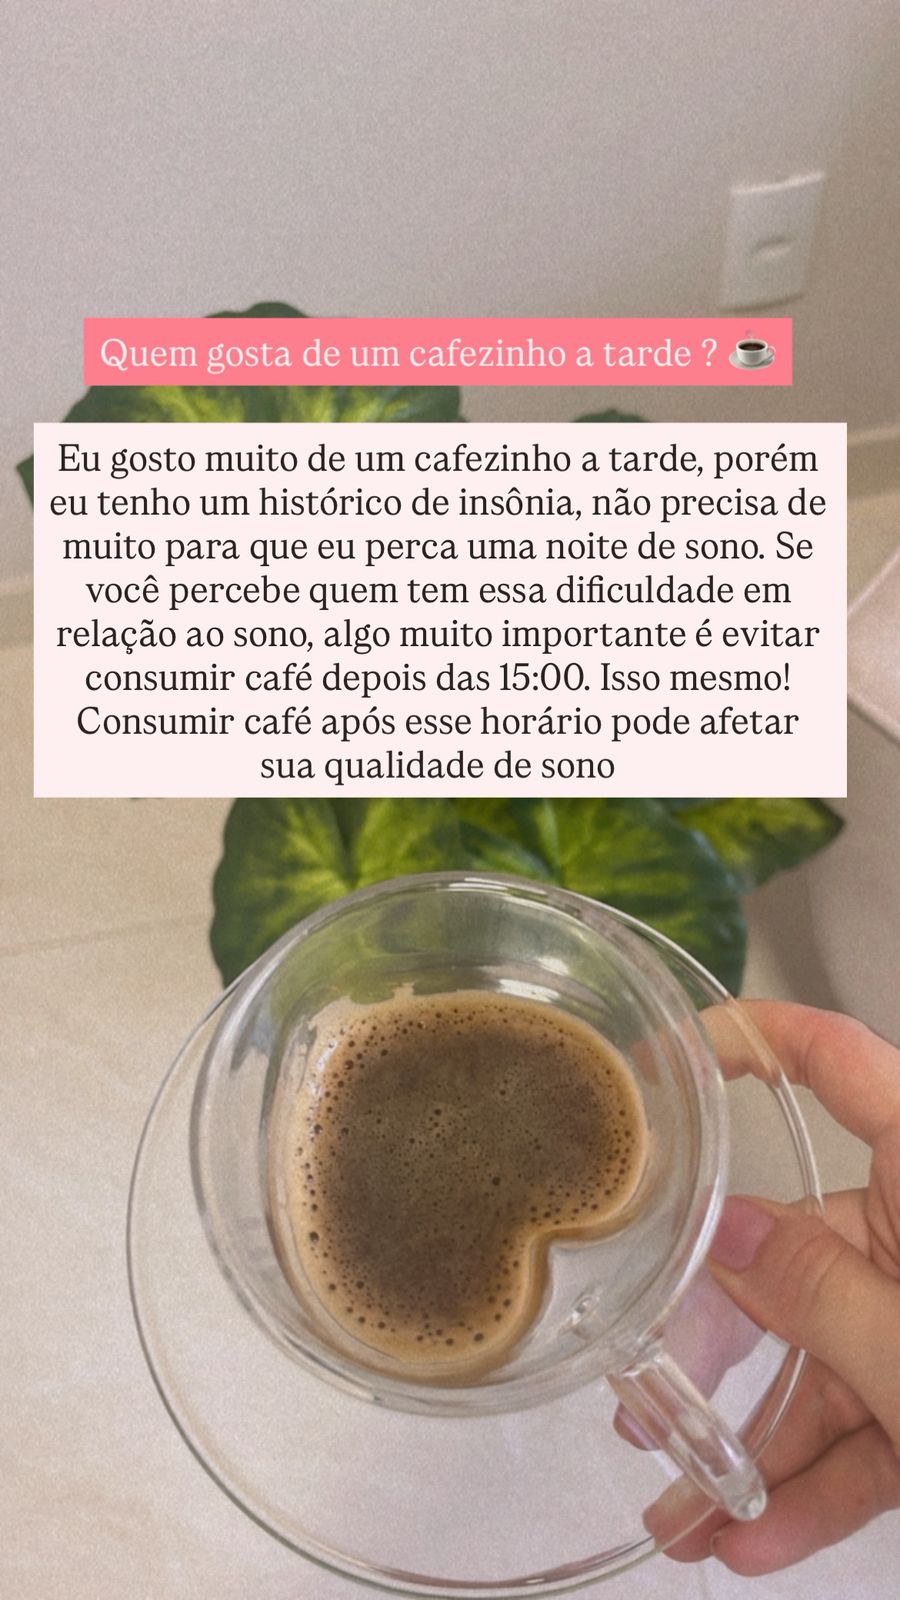 Quem gosta de um cafezinho a tarde ? ☕
Eu gosto muito de um cafezinho a tarde, porém
eu tenho um histórico de insônia, não precisa de
muito para que eu perca uma noite de sono. Se
você percebe quem tem essa dificuldade em
relação ao sono, algo muito importante é evitar
consumir café depois das 15:00. Isso mesmo!
Consumir café após esse horário pode afetar
sua qualidade de sono